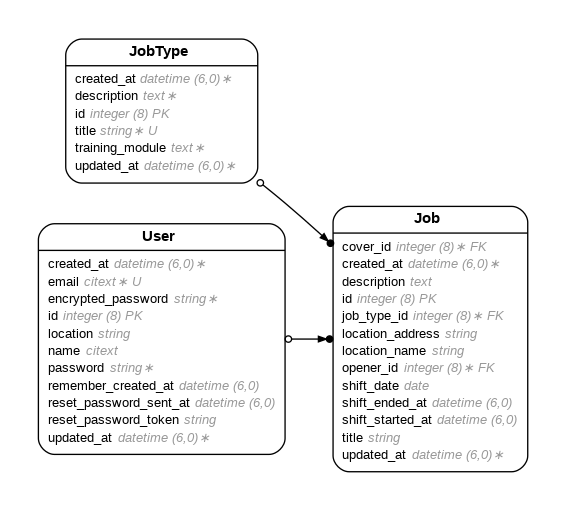 JobType
created_at datetime (6,0)∗
description text∗
id integer (8) PK
title string∗ U
training_module text∗
updated_at datetime (6,0)∗
User
created_at datetime (6,0)∗
email citext∗ U
encrypted_password string∗
id integer (8) PK
location string
name citext
password string∗
remember_created_at datetime (6,0)
reset_password_sent_at datetime (6,0)
reset_password_token string
updated_at datetime (6,0)∗
Job
cover_id integer (8)∗ FK
created_at datetime (6,0)∗
description text
id integer (8) PK
job_type_id integer (8)∗ FK
location_address string
location_name string
opener_id integer (8)∗ FK
shift_date date
shift_ended_at datetime (6,0)
shift_started_at datetime (6,0)
title string
updated_at datetime (6,0)∗